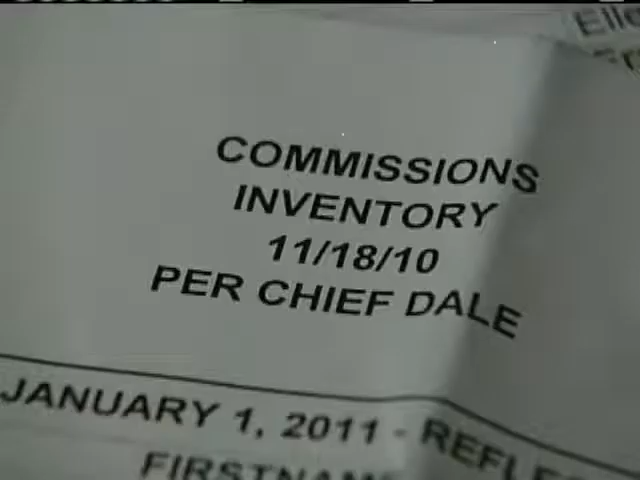 COMMISSIONS
INVENTORY
11/18/10
PER CHIEF DALE
JANUARY 1, 2011 -